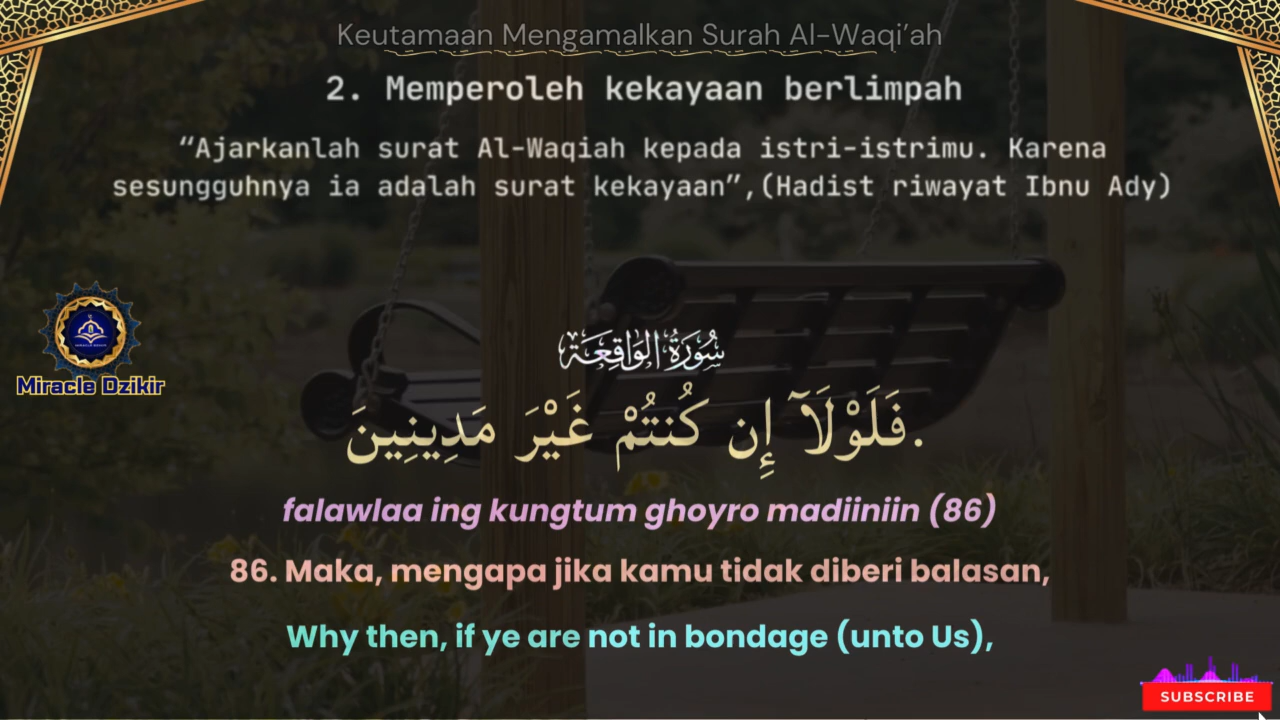 Keutamaan Mengamalkan Surah Al-Waqi’ah
2. Memperoleh kekayaan berlimpah
“Ajarkanlah surat Al-Waqiah kepada istri-istrimu. Karena
sesungguhnya ia adalah surat kekayaan”,(Hadist riwayat Ibnu Ady)
سُورَةُ الوَاقِعَةِ
Miracle Dzikir
فَلَوْلَآ إِن كُنتُمْ غَيْرَ مَدِينِينَ.
falawlaa ing kungtum ghoyro madiiniin (86)
86. Maka, mengapa jika kamu tidak diberi balasan,
Why then, if ye are not in bondage (unto Us),
SUBSCRIBE